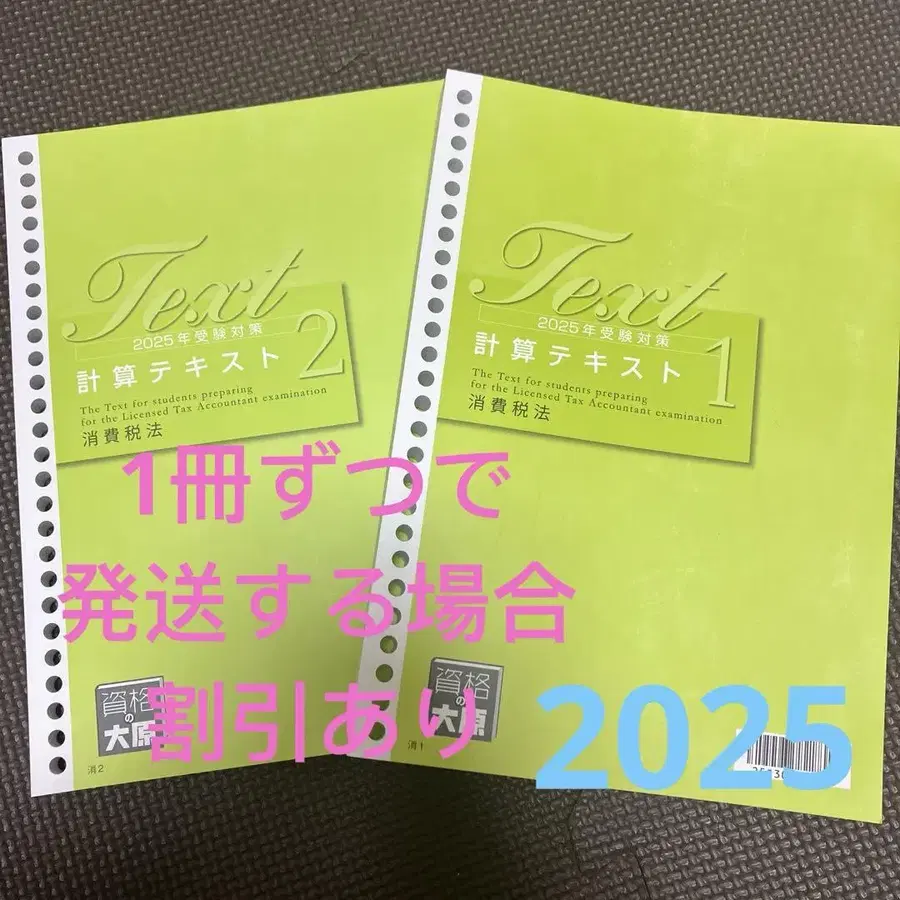 Text
2025年受験対策
計算テキスト 2
The Text for students preparing
for the Licensed Tax Accountant examination
消費税法
資格
の
大原
消2
Text
2025年受験対策
計算テキスト 1
The Text for students preparing
for the Licensed Tax Accountant examination
消費税法
資格
の
大原
消1
1冊ずつで
発送する場合
割引あり
2025